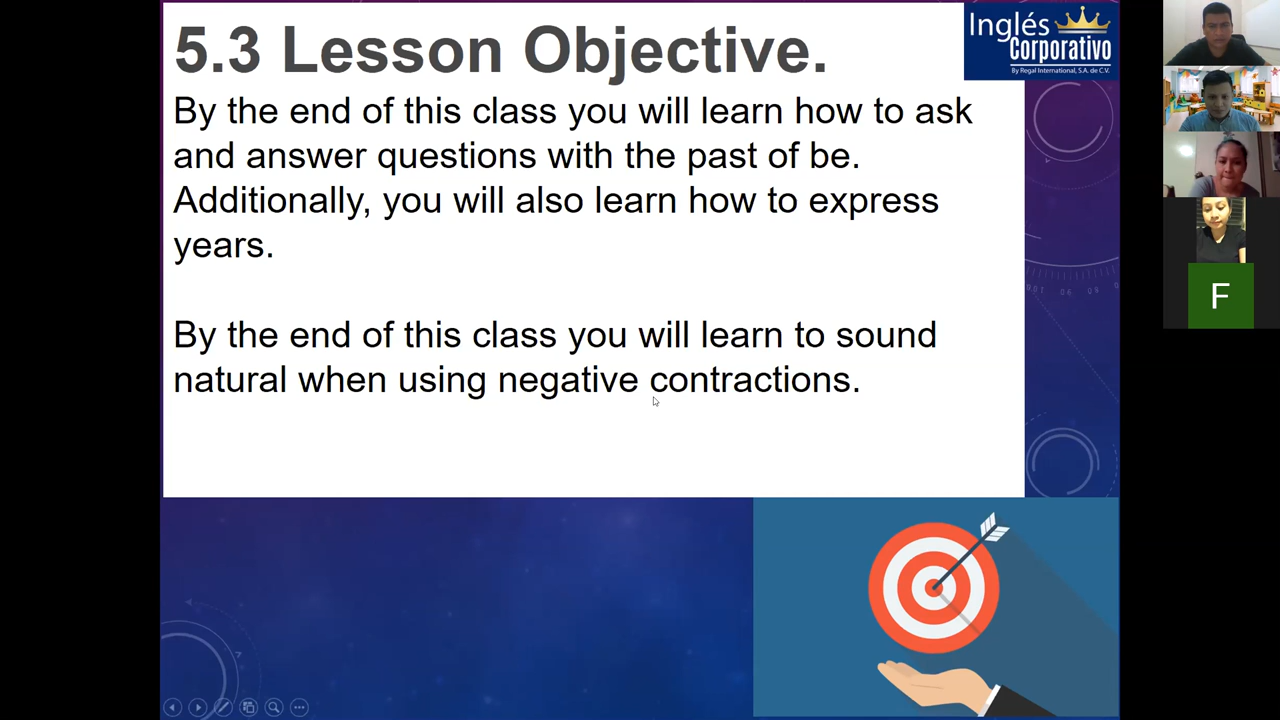 5.3 Lesson Objective.
Inglés
Corporativo
By Regal International, S.A. de C.V.
By the end of this class you will learn how to ask
and answer questions with the past of be.
Additionally, you will also learn how to express
years.
By the end of this class you will learn to sound
natural when using negative contractions.
F